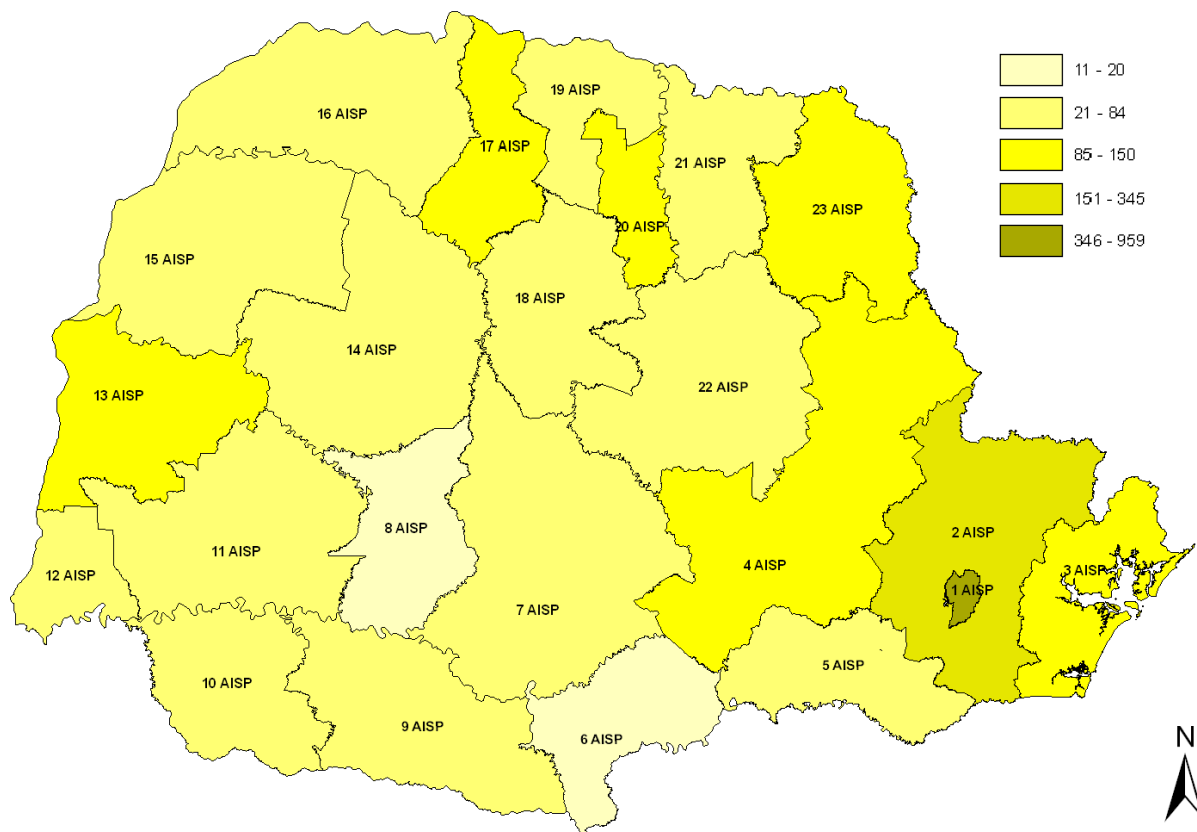 11 - 20
21 - 84
85 - 150
151 - 345
346 - 959
19 AISP
16 AISP
17 AISP
21 AISP
23 AISP
20 AISP
15 AISP
18 AISP
14 AISP
22 AISP
13 AISP
8 AISP
2 AISP
11 AISP
4 AISP
3 AISP
12 AISP
1 AISP
7 AISP
5 AISP
10 AISP
9 AISP
6 AISP
N